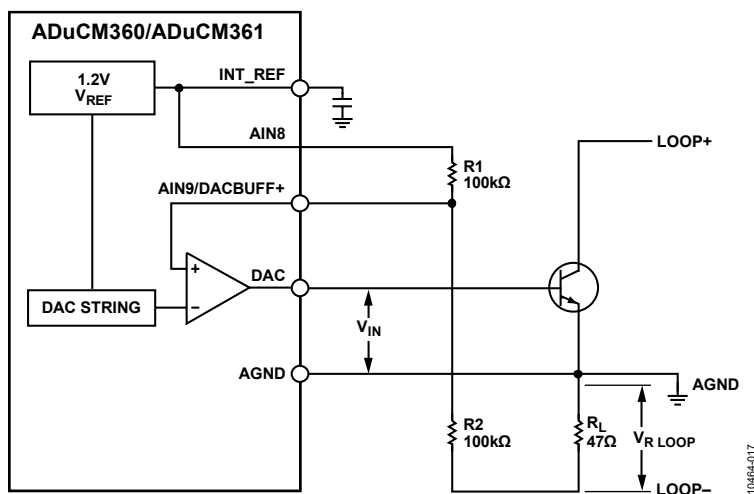 ADuCM360/ADuCM361
1.2V
VREF
INT_REF
AIN8
AIN9/DACBUFF+
DAC STRING
+
−
DAC
VIN
AGND
R1
100kΩ
R2
100kΩ
LOOP+
AGND
RL
47Ω
VR LOOP
LOOP−
10464-017